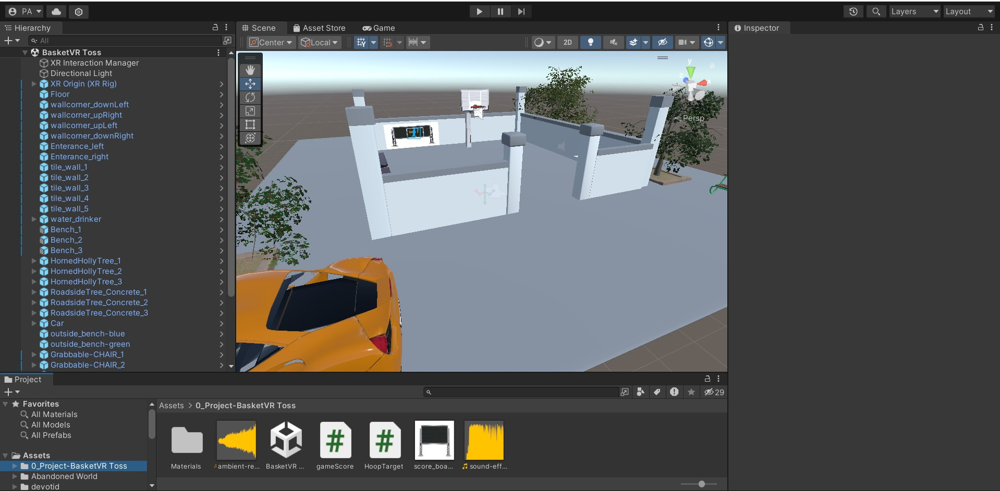 PA
Layers
Layout
Hierarchy
Scene
Asset Store
Game
Inspector
All
Center
Local
2D
BasketVR Toss
XR Interaction Manager
Directional Light
XR Origin (XR Rig)
Floor
wallcorner_downLeft
wallcorner_upRight
wallcorner_upLeft
wallcorner_downRight
Enterance_left
Enterance_right
tile_wall_1
tile_wall_2
tile_wall_3
tile_wall_4
tile_wall_5
water_drinker
Bench_1
Bench_2
Bench_3
HornedHollyTree_1
HornedHollyTree_2
HornedHollyTree_3
RoadsideTree_Concrete_1
RoadsideTree_Concrete_2
RoadsideTree_Concrete_3
Car
outside_bench-blue
outside_bench-green
Grabbable-CHAIR_1
Grabbable-CHAIR_2
y
z
x
Persp
Project
29
Favorites
All Materials
All Models
All Prefabs
Assets
0_Project-BasketVR Toss
Abandoned World
devotid
Assets > 0_Project-BasketVR Toss
Materials
ambient-re...
BasketVR ...
gameScore
HoopTarget
score_boa...
sound-eff...